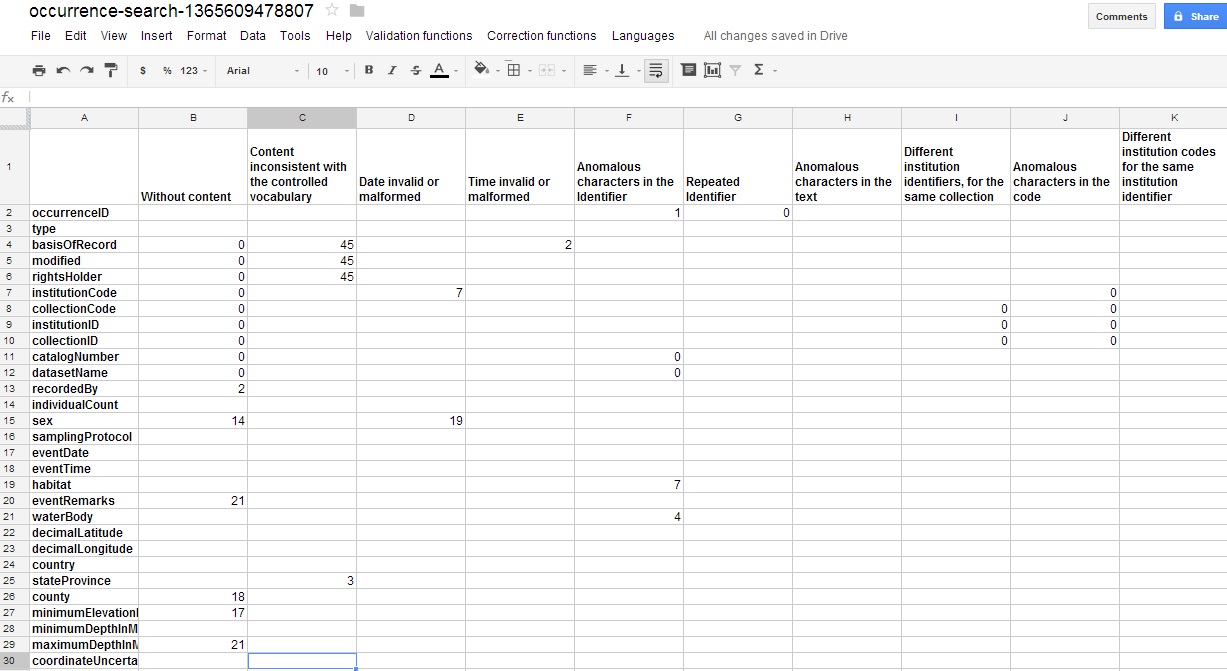 occurrence-search-1365609478807
Comments
Share
File Edit View Insert Format Data Tools Help Validation functions Correction functions Languages All changes saved in Drive
$ % 123 Arial 10 B I S A Σ
fx
A B C D E F G H I J K
1 Without content Content inconsistent with the controlled vocabulary Date invalid or malformed Time invalid or malformed Anomalous characters in the Identifier Repeated Identifier Anomalous characters in the text Different institution identifiers, for the same collection Anomalous characters in the code Different institution codes for the same institution identifier
2 occurrenceID 1 0
3 type
4 basisOfRecord 0 45 2
5 modified 0 45
6 rightsHolder 0 45
7 institutionCode 0 7 0
8 collectionCode 0 0 0
9 institutionID 0 0 0
10 collectionID 0 0 0
11 catalogNumber 0 0
12 datasetName 0 0
13 recordedBy 2
14 individualCount
15 sex 14 19
16 samplingProtocol
17 eventDate
18 eventTime
19 habitat 7
20 eventRemarks 21
21 waterBody 4
22 decimalLatitude
23 decimalLongitude
24 country
25 stateProvince 3
26 county 18
27 minimumElevationI 17
28 minimumDepthInM
29 maximumDepthInM 21
30 coordinateUncerta